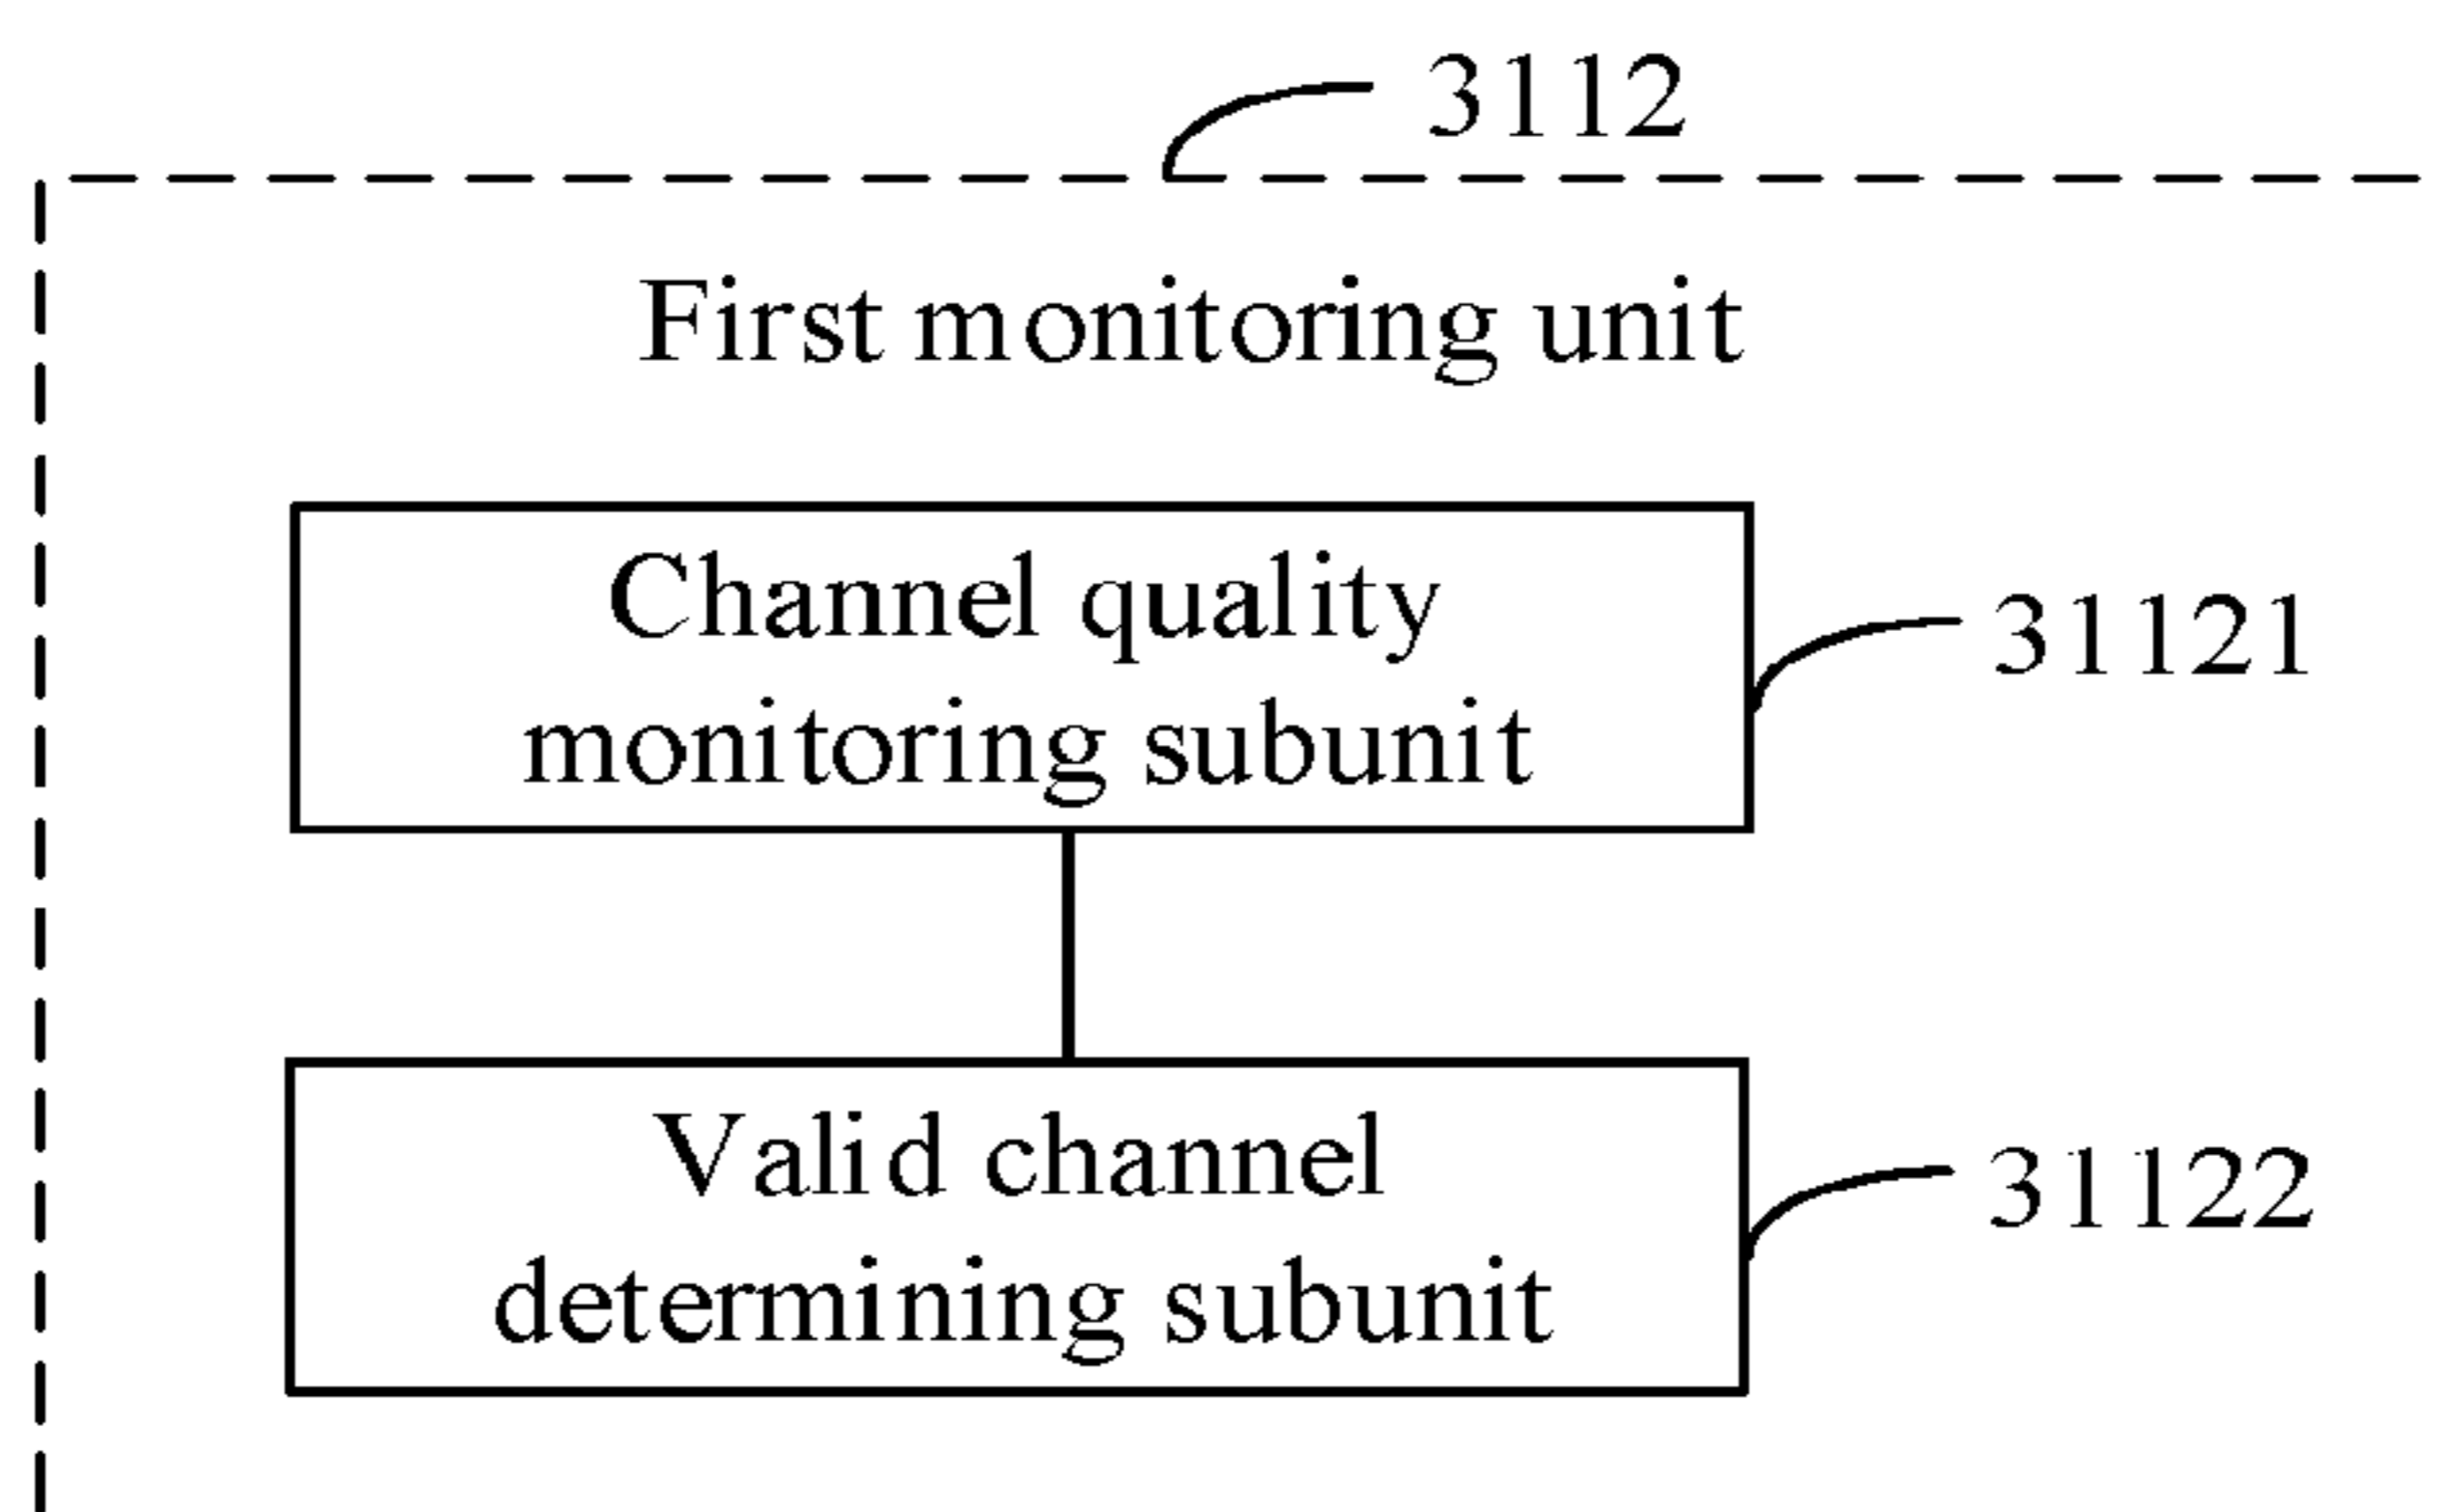 3112
First monitoring unit
Channel quality
monitoring subunit
31121
Valid channel
determining subunit
31122